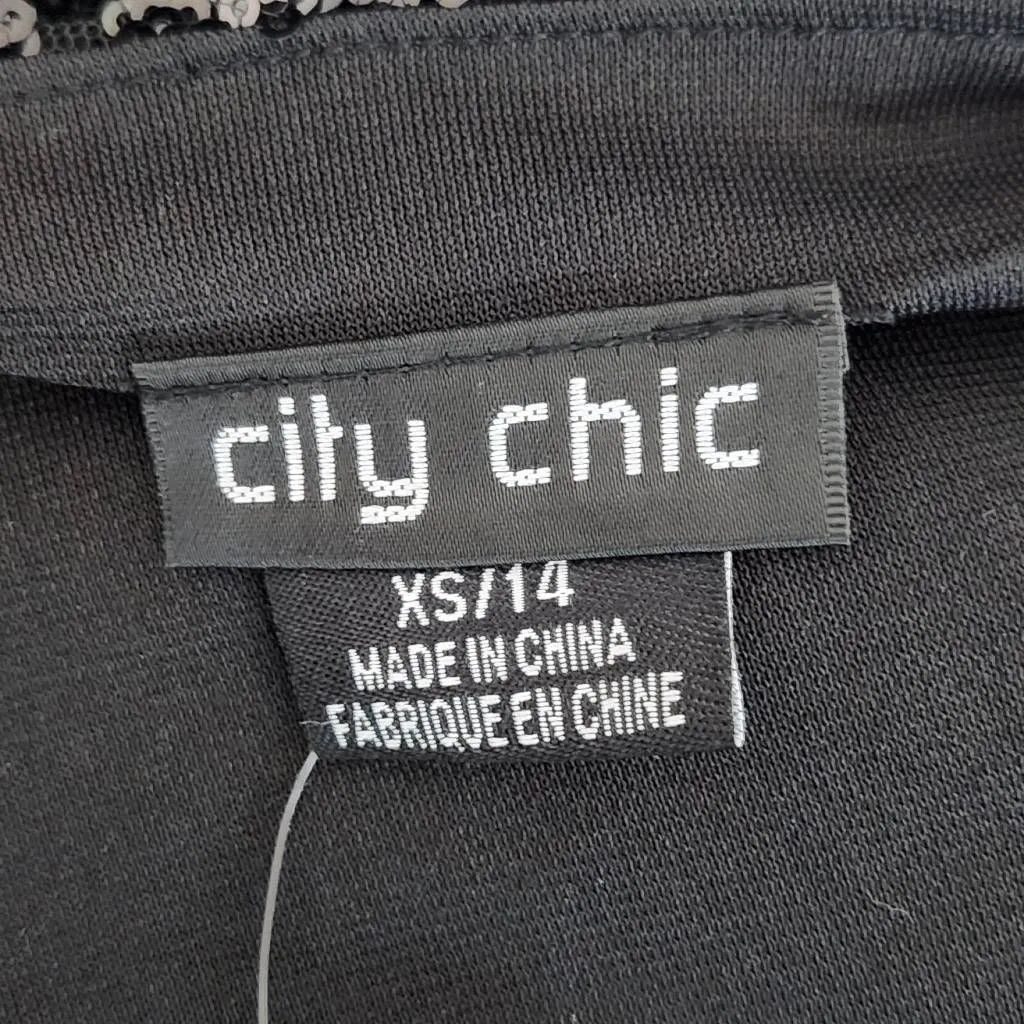 city chic
XS/14
MADE IN CHINA
FABRIQUE EN CHINE